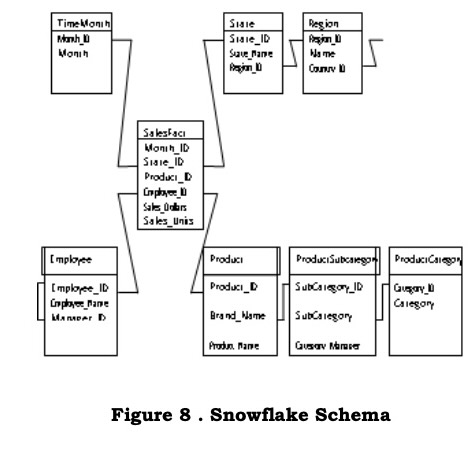 TimeMonth
Month_ID
Month
State
State_ID
State_Name
Region_ID
Region
Region_ID
Name
Country_ID
SalesFact
Month_ID
State_ID
Product_ID
Employee_ID
Sales_Dollars
Sales_Units
Employee
Employee_ID
Employee_Name
Manager_ID
Product
Product_ID
Brand_Name
Product_Name
ProductSubcategory
SubCategory_ID
SubCategory
Category_Manager
ProductCategory
Category_ID
Category
Figure 8 . Snowflake Schema